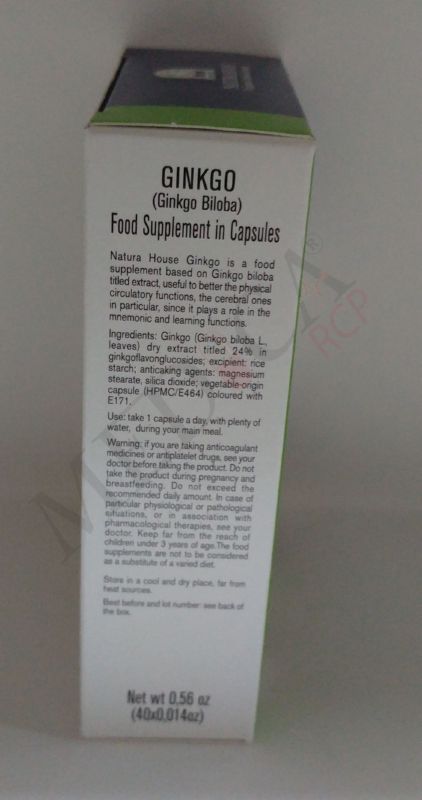 GINKGO
(Ginkgo Biloba)
Food Supplement in Capsules
Natura House Ginkgo is a food
supplement based on Ginkgo biloba
titled extract, useful to better the physical
circulatory functions, the cerebral ones
in particular, since it plays a role in the
mnemonic and learning functions.
Ingredients: Ginkgo (Ginkgo biloba L,
leaves) dry extract titled 24% in
ginkgoflavonglucosides; excipient: rice
starch; anticaking agents: magnesium
stearate, silica dioxide; vegetable origin
capsule (HPMC/E464) coloured with
E171.
Use: take 1 capsule a day, with plenty of
water, during your main meal.
Warning: if you are taking anticoagulant
medicines or antiplatelet drugs, see your
doctor before taking the product. Do not
take the product during pregnancy and
breastfeeding. Do not exceed the
recommended daily amount. In case of
particular physiological or pathological
situations, or in association with
pharmacological therapies, see your
doctor. Keep far from the reach of
children under 3 years of age.The food
supplements are not to be considered
as a substitute of a varied diet.
Store in a cool and dry place, far from
heat sources.
Best before and lot number: see back of
the box.
Net wt 0,56 oz
(40x0,014oz)